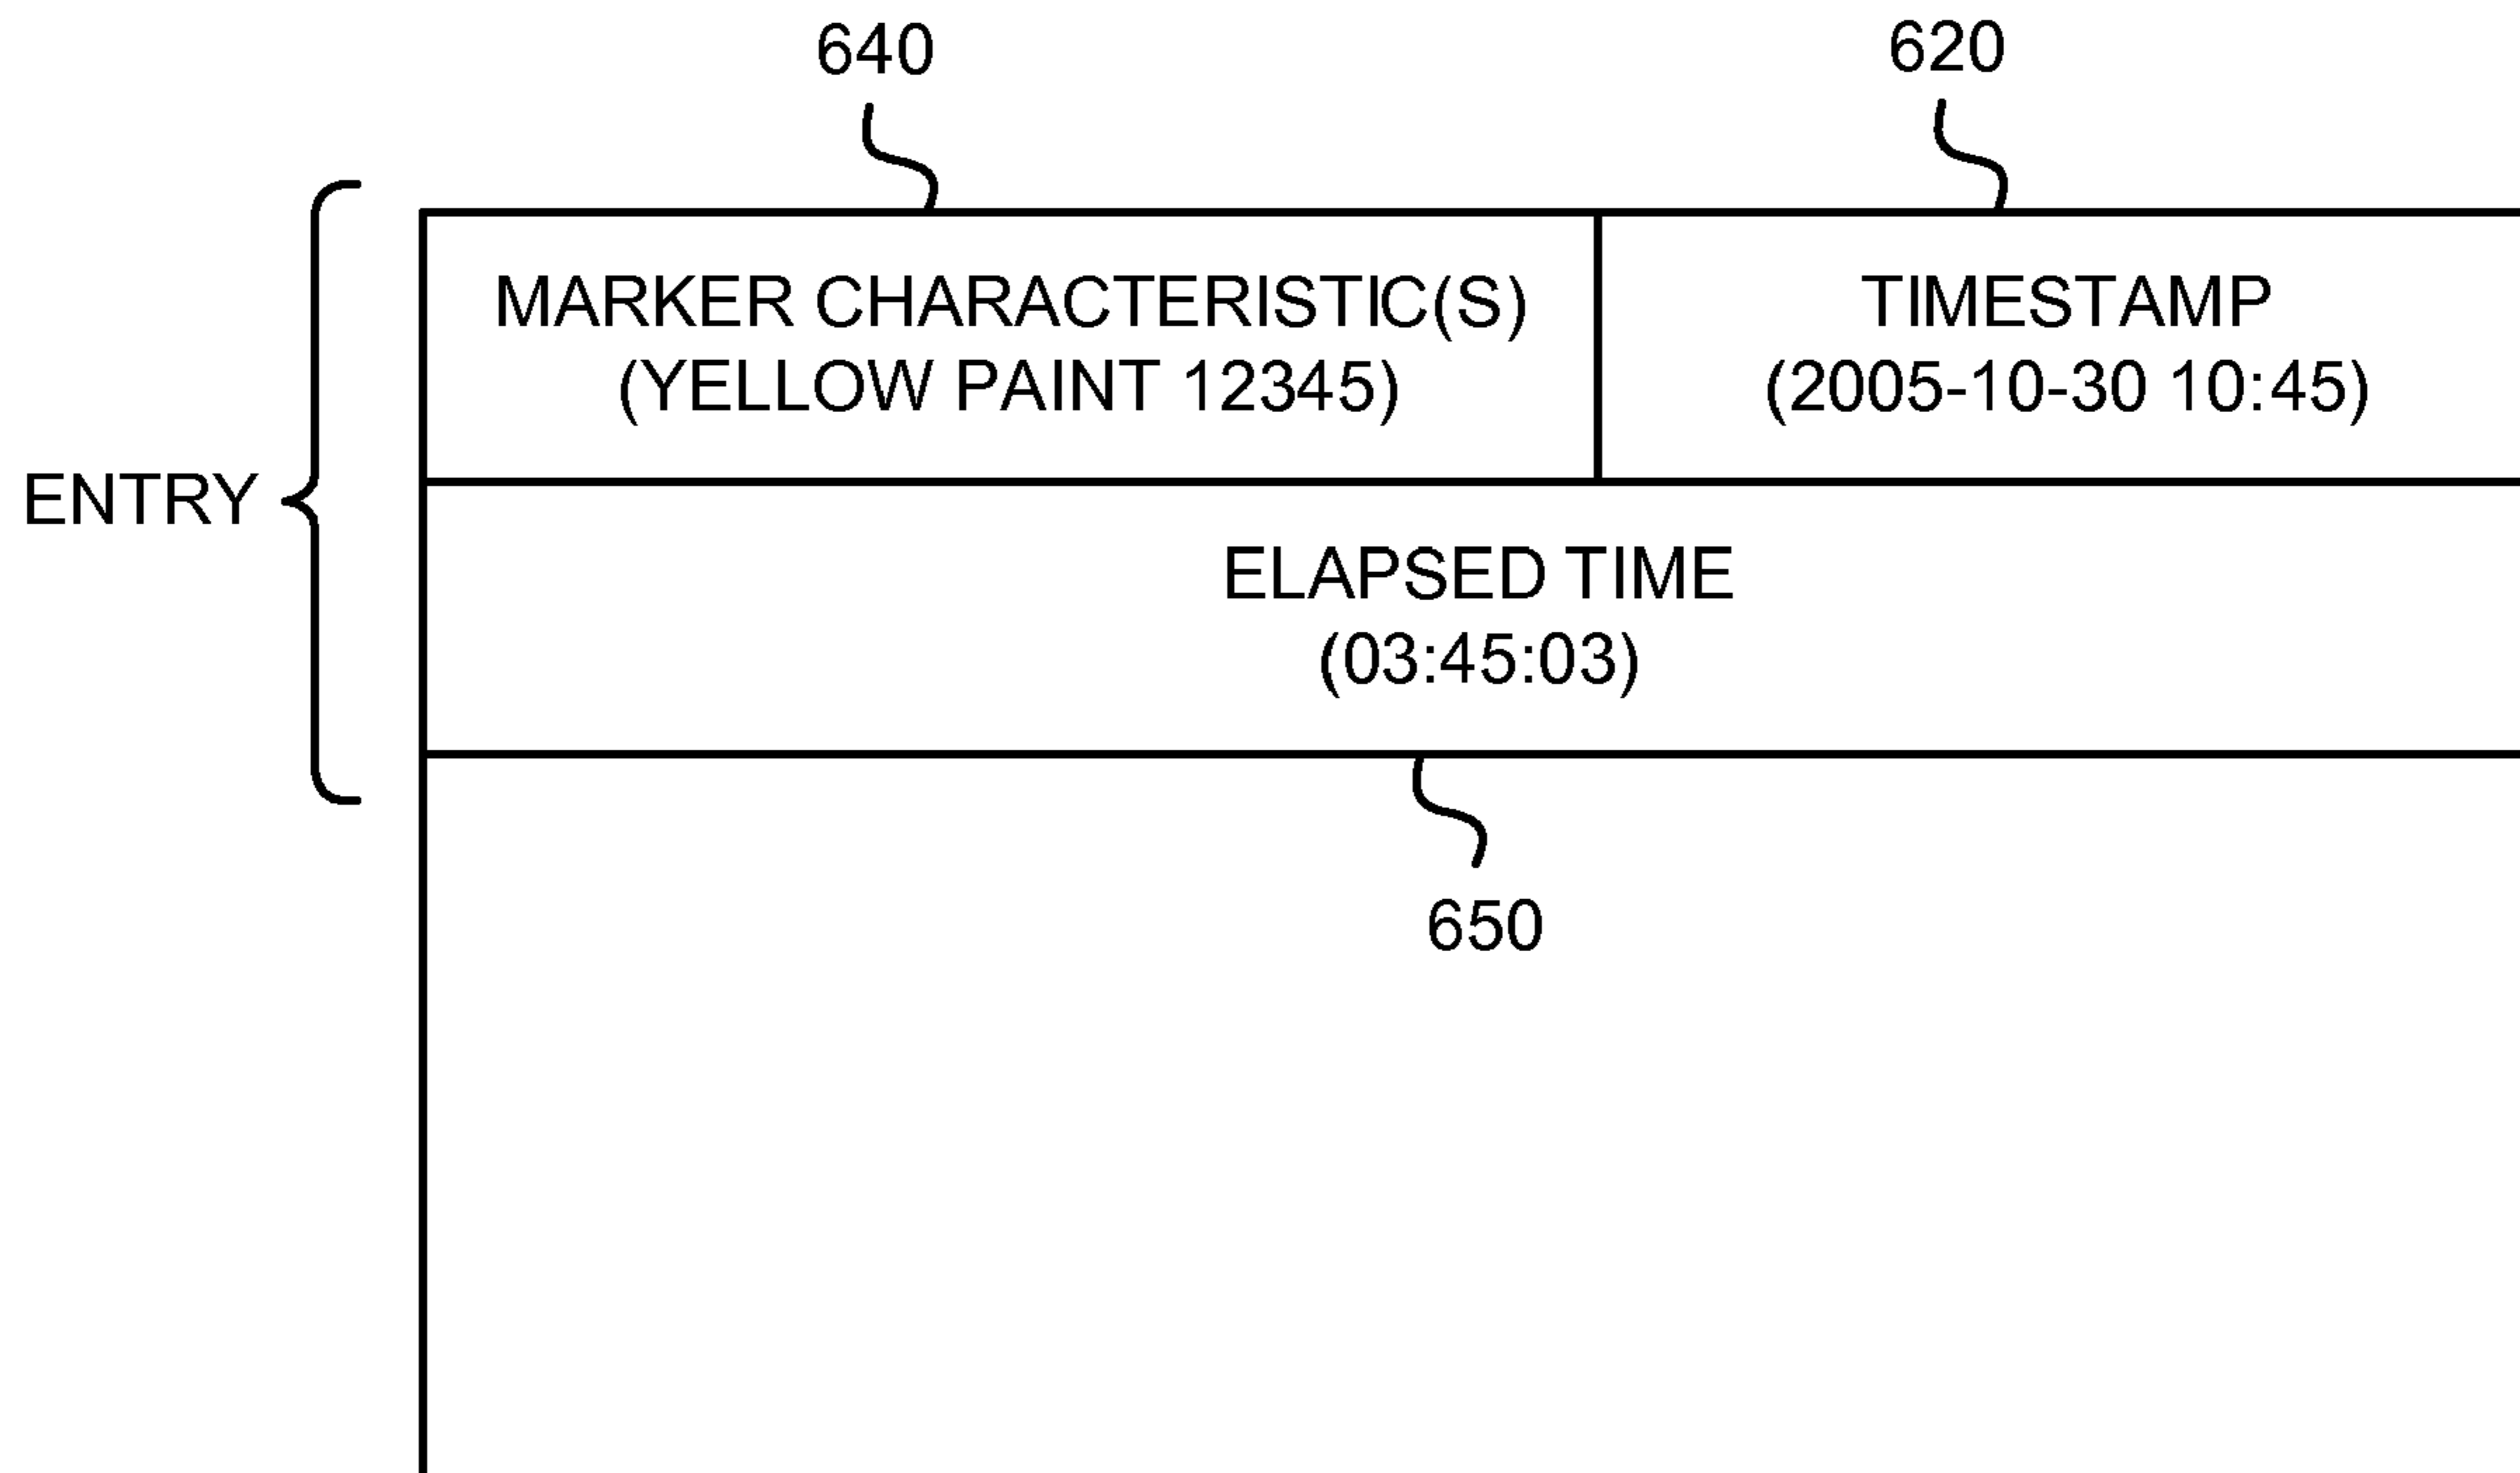 640
620
MARKER CHARACTERISTIC(S)
(YELLOW PAINT 12345)
TIMESTAMP
(2005-10-30 10:45)
ENTRY
ELAPSED TIME
(03:45:03)
650